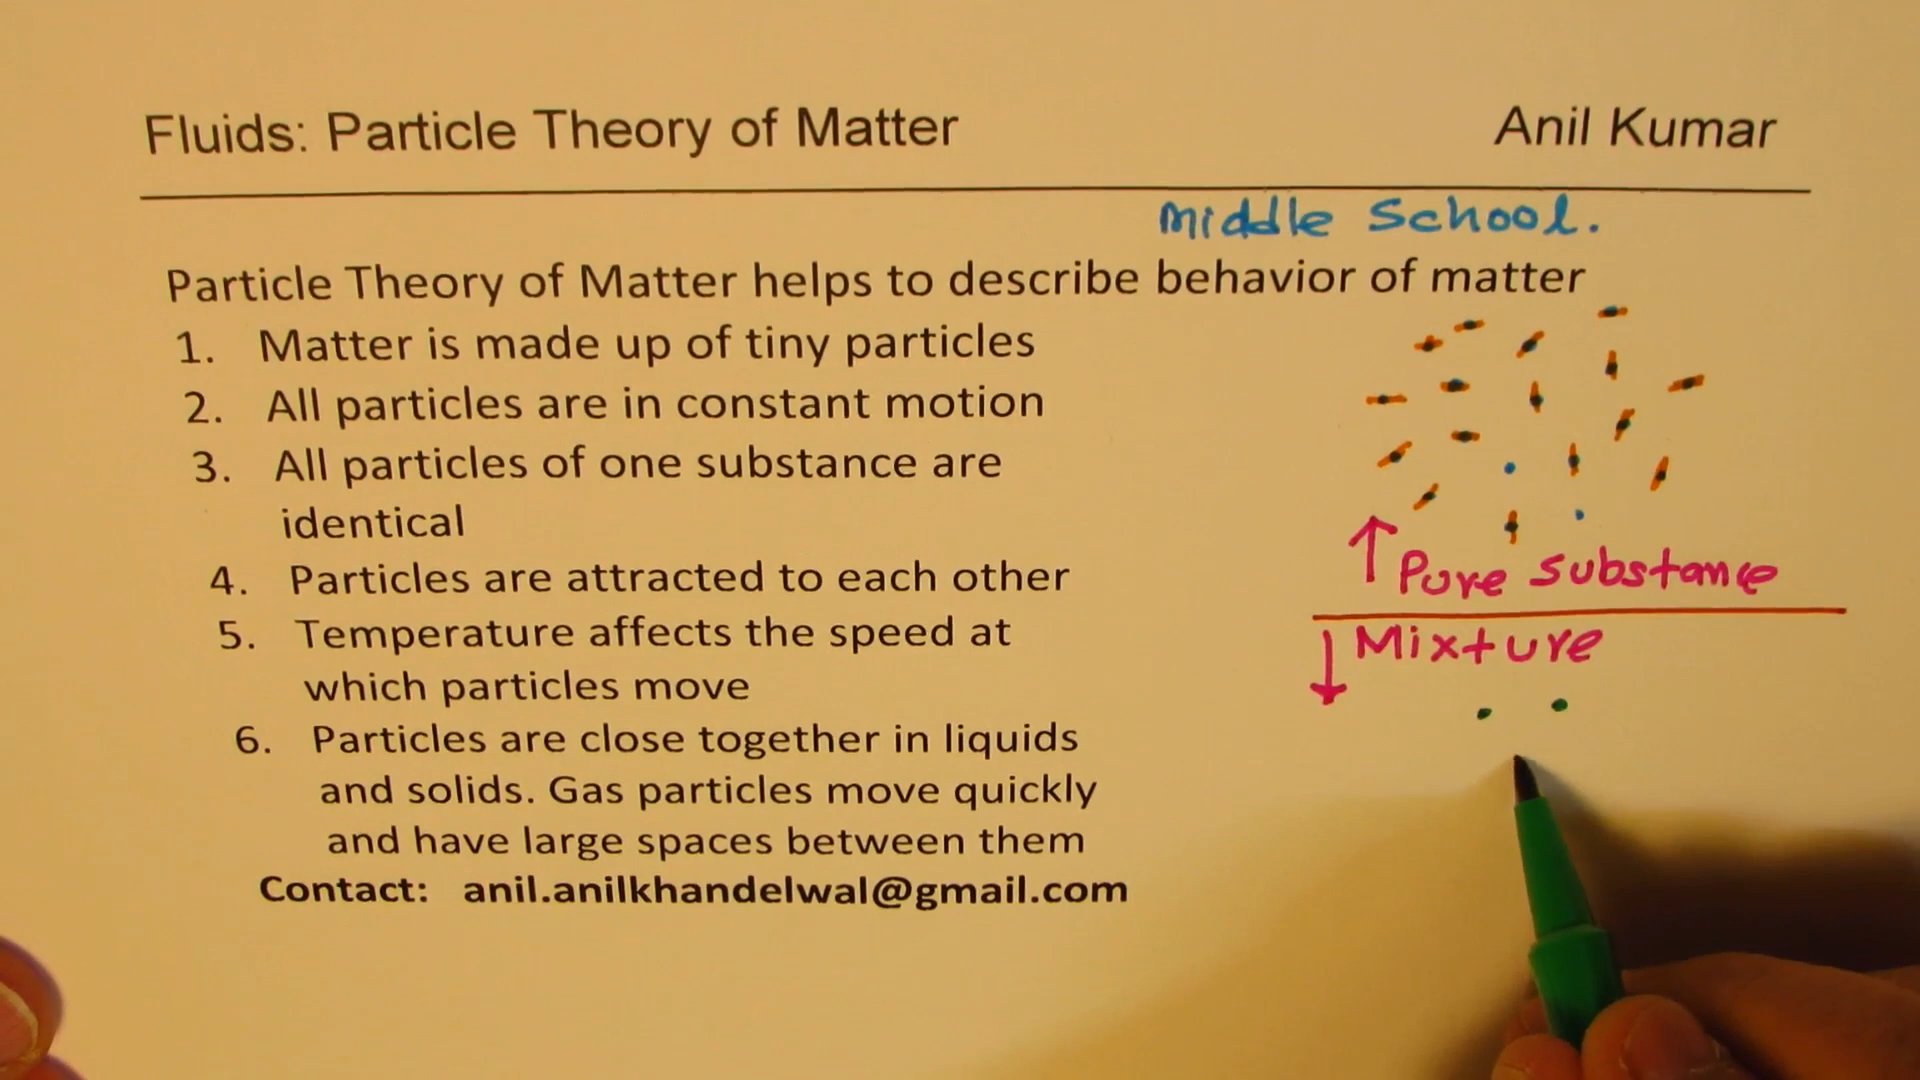 Fluids: Particle Theory of Matter Anil Kumar
Middle School.
Particle Theory of Matter helps to describe behavior of matter
1. Matter is made up of tiny particles
2. All particles are in constant motion
3. All particles of one substance are
identical
4. Particles are attracted to each other
5. Temperature affects the speed at
which particles move
6. Particles are close together in liquids
and solids. Gas particles move quickly
and have large spaces between them
Contact: anil.anilkhandelwal@gmail.com
↑ Pure substance
↓ Mixture